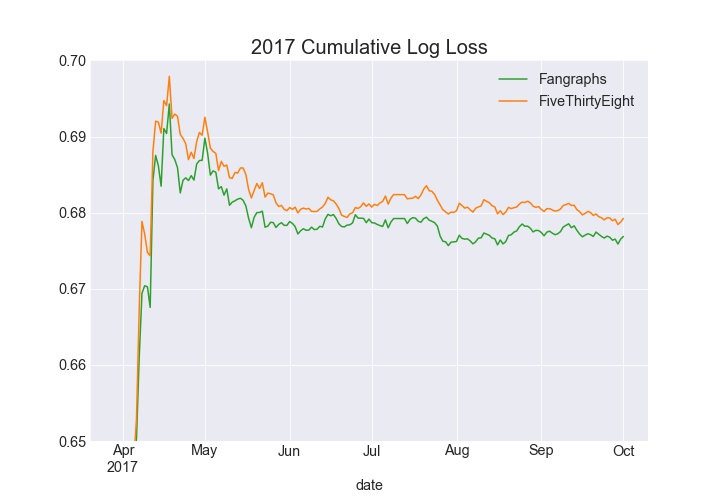 2017 Cumulative Log Loss
Fangraphs
FiveThirtyEight
0.70
0.69
0.68
0.67
0.66
0.65
Apr May Jun Jul Aug Sep Oct
2017
date